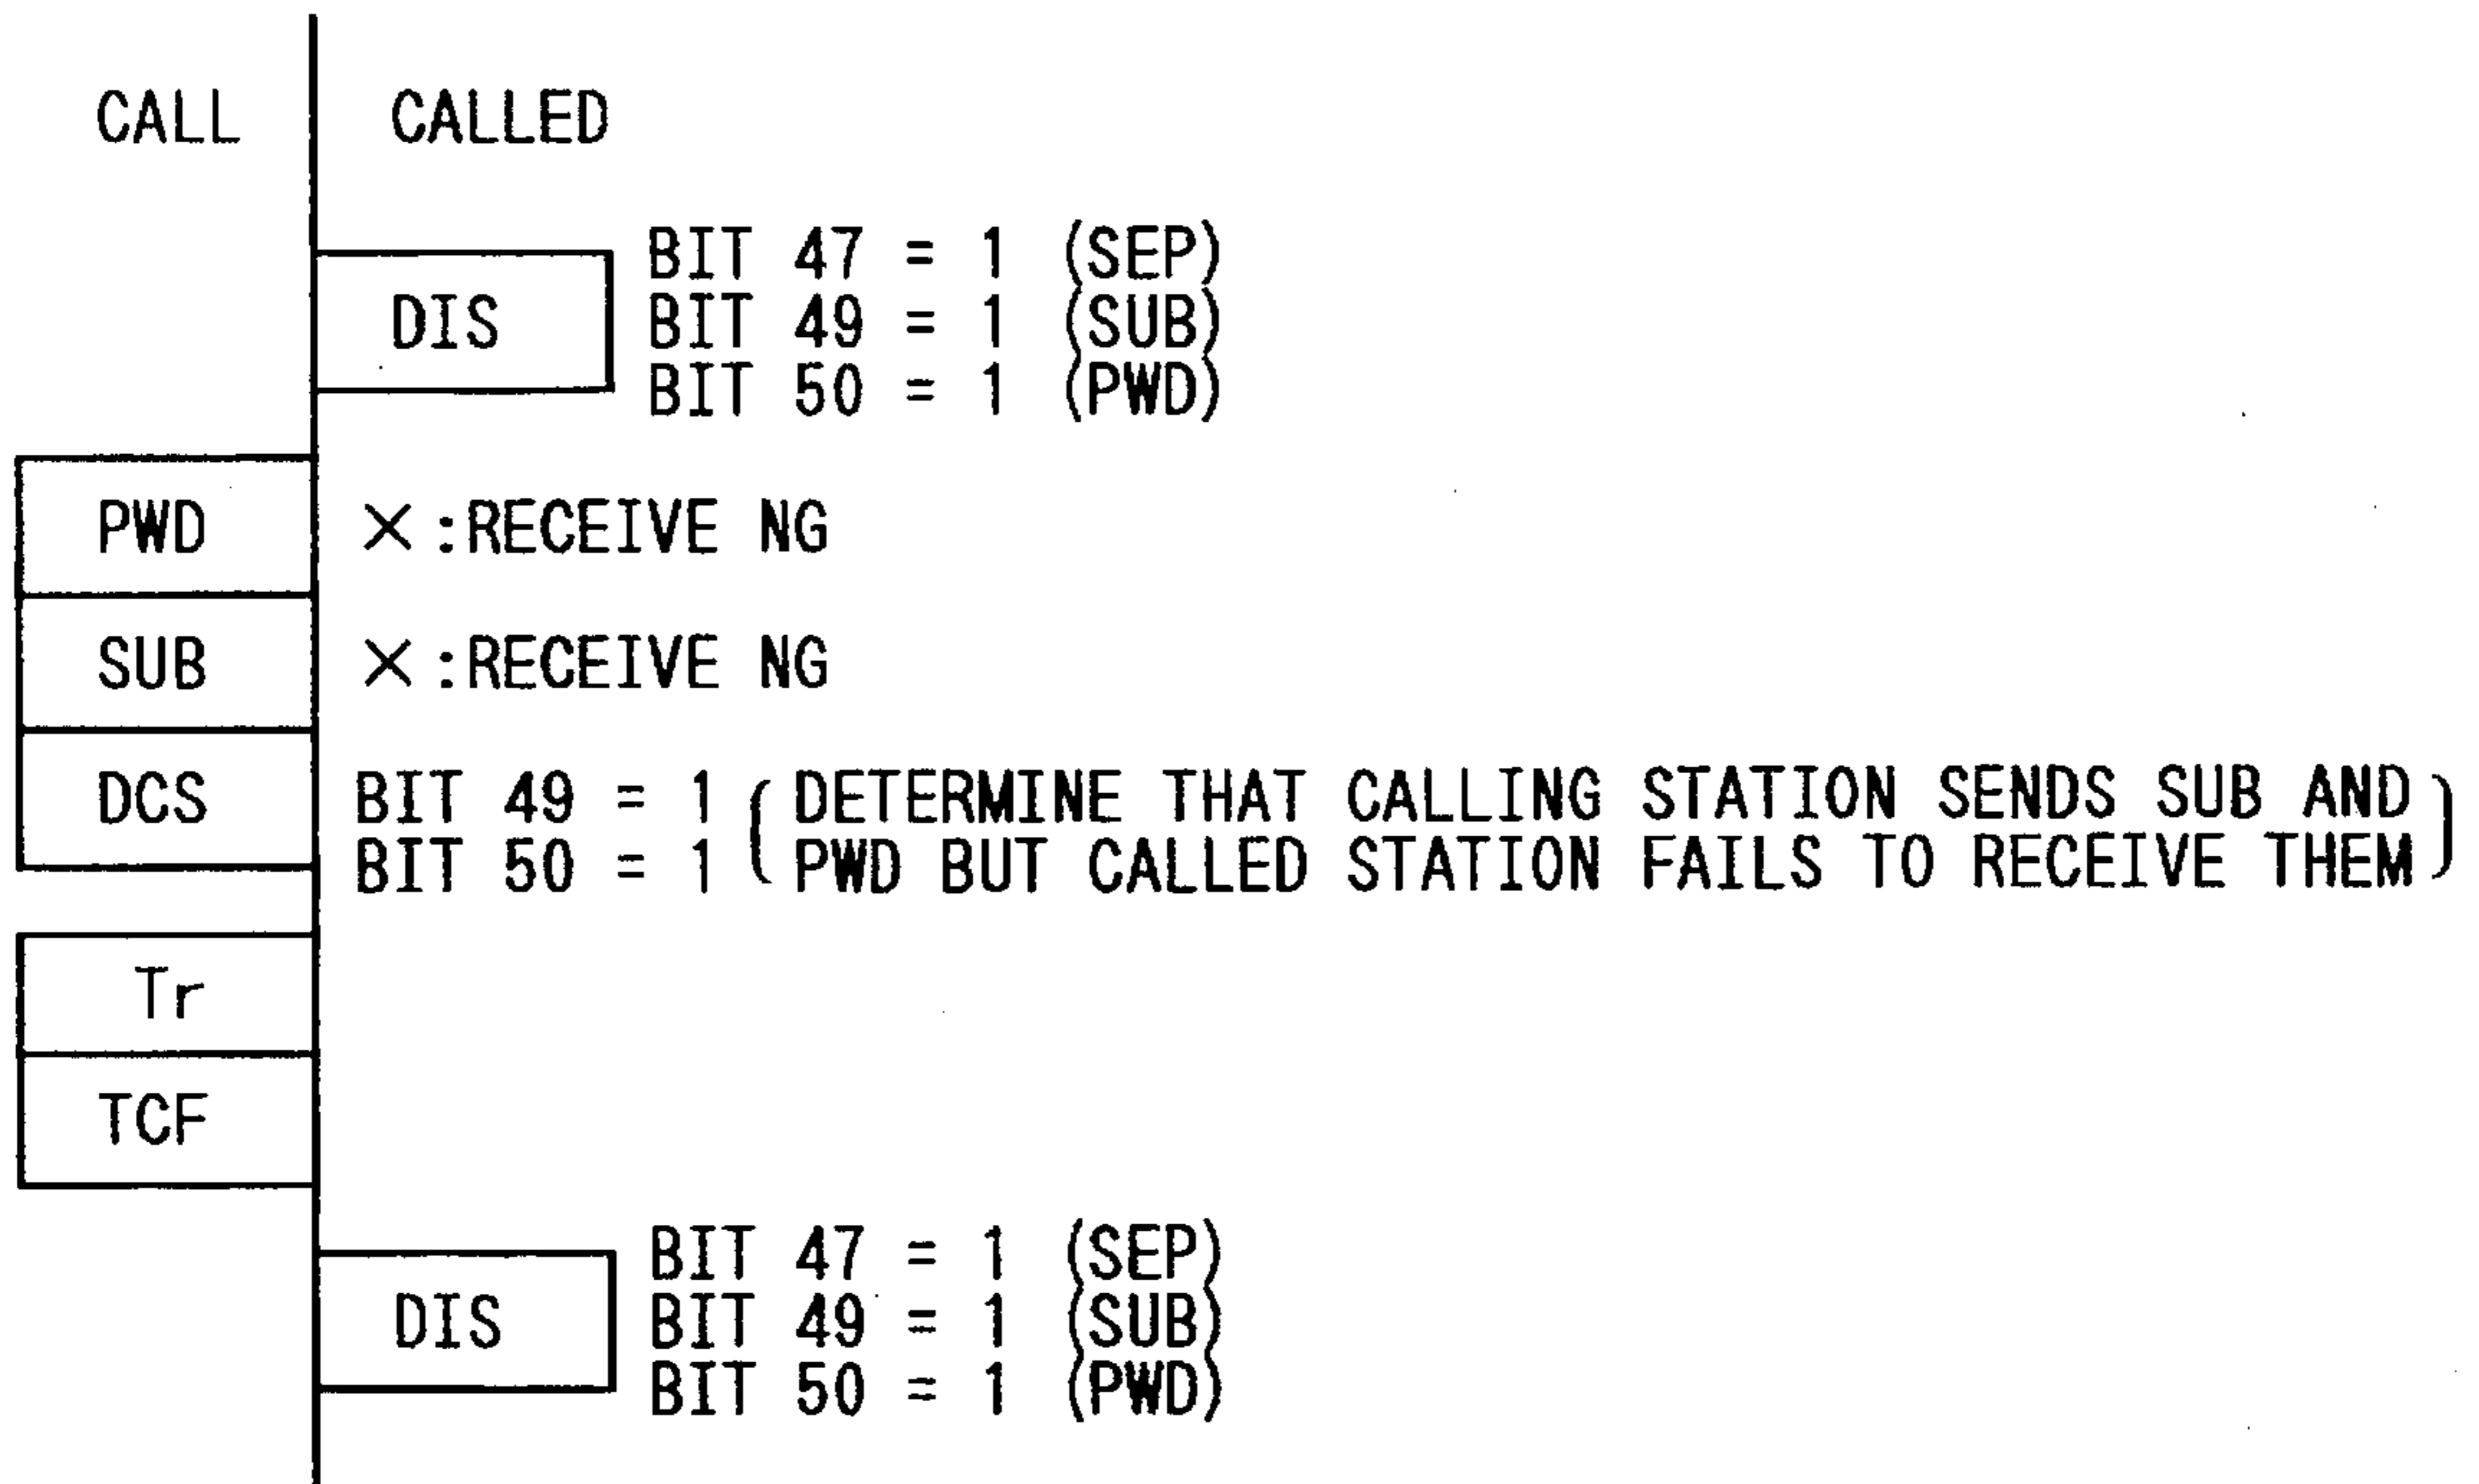 CALL CALLED
BIT 47 = 1 (SEP)
DIS BIT 49 = 1 (SUB)
BIT 50 = 1 (PWD)
PWD ×:RECEIVE NG
SUB ×:RECEIVE NG
DCS BIT 49 = 1 (DETERMINE THAT CALLING STATION SENDS SUB AND
BIT 50 = 1 PWD BUT CALLED STATION FAILS TO RECEIVE THEM)
Tr
TCF
BIT 47 = 1 (SEP)
DIS BIT 49 = 1 (SUB)
BIT 50 = 1 (PWD)